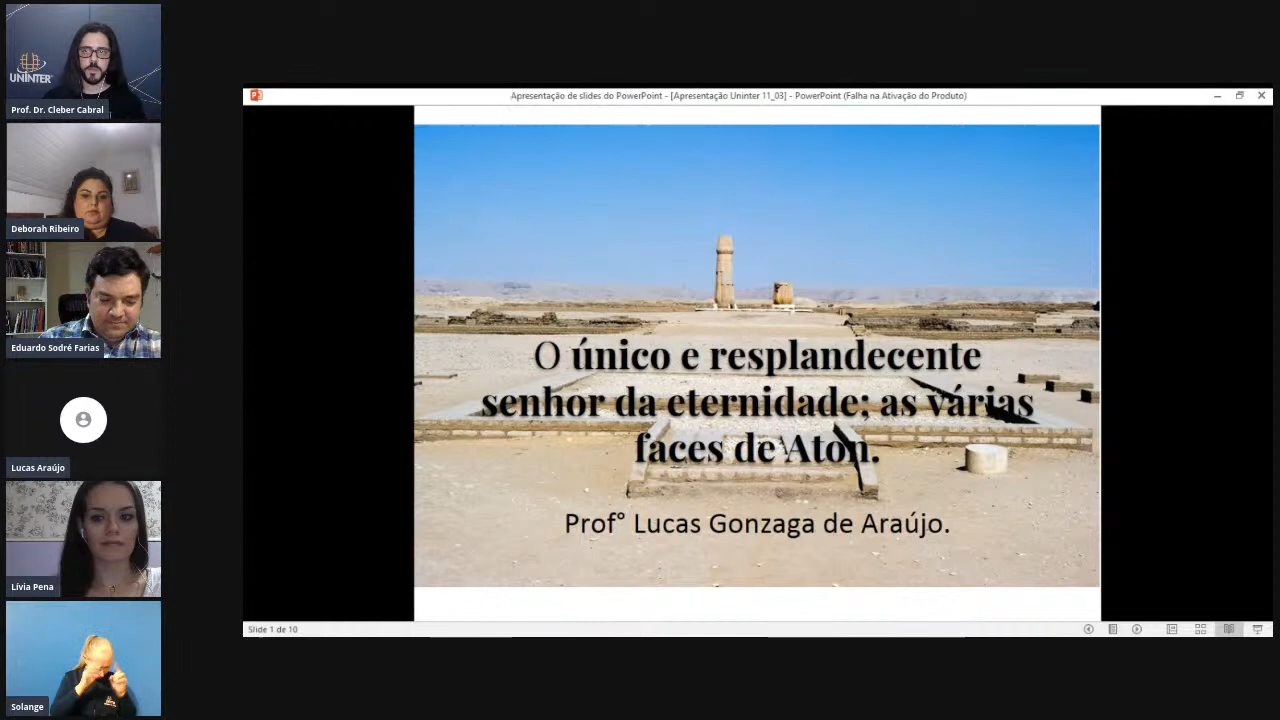 UNINTER
Prof. Dr. Cleber Cabral
Deborah Ribeiro
Eduardo Sodré Farias
Lucas Araújo
Lívia Pena
Solange
Apresentação de slides do PowerPoint - [Apresentação Uninter 11_03] - PowerPoint (Falha na Ativação do Produto)
O único e resplandecente
senhor da eternidade; as várias
faces de Aton.
Prof° Lucas Gonzaga de Araújo.
Slide 1 de 10